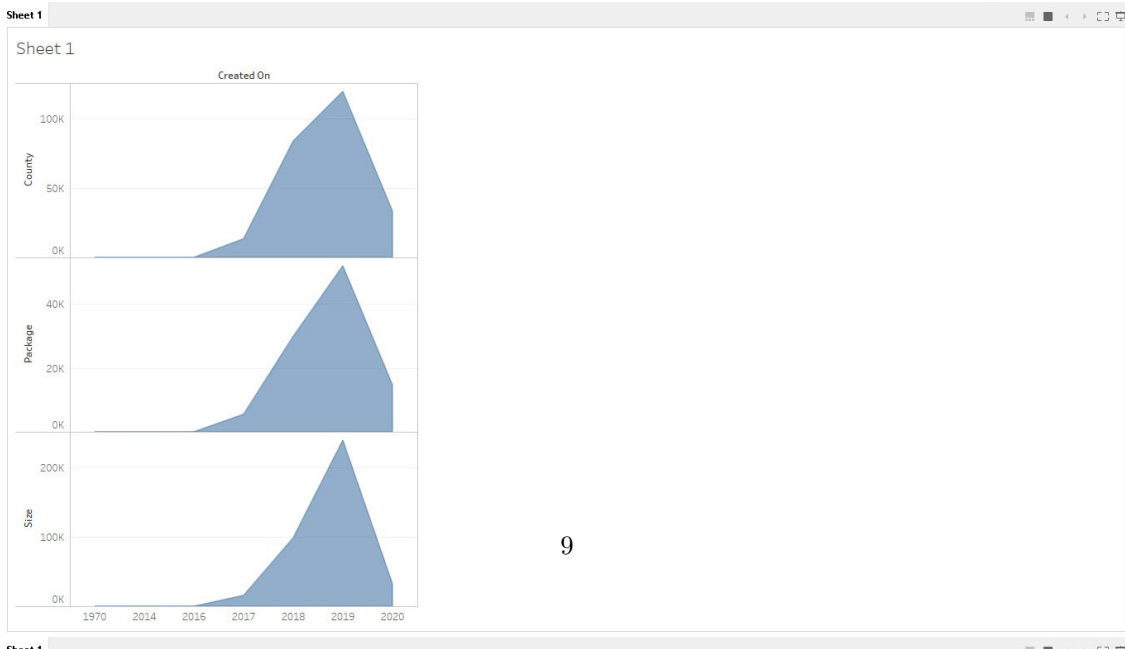 Sheet 1
Sheet 1
Created On
100K
County
50K
0K
40K
Package
20K
0K
200K
Size
100K
9
0K
1970 2014 2016 2017 2018 2019 2020
Sheet 1